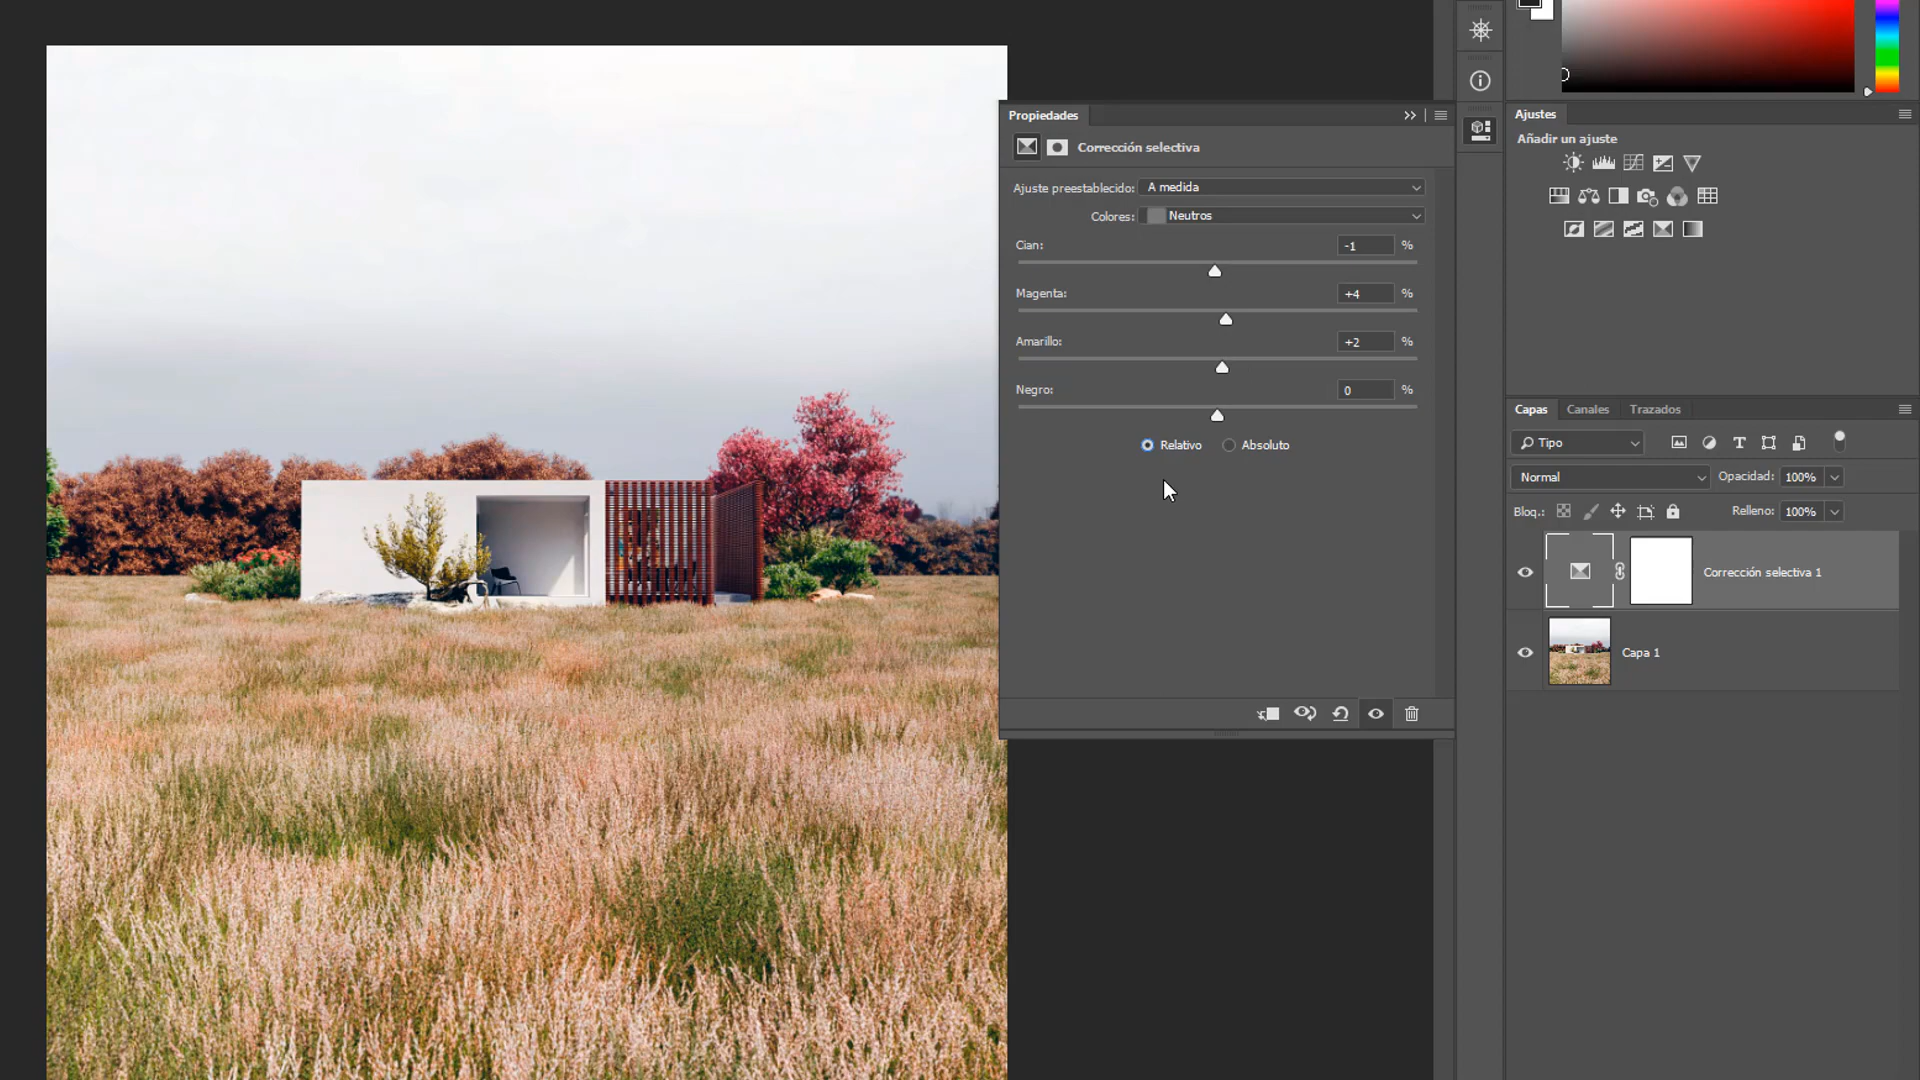 Propiedades
Corrección selectiva
Ajuste preestablecido: A medida
Colores: Neutros
Cian: -1 %
Magenta: +4 %
Amarillo: +2 %
Negro: 0 %
Relativo Absoluto
Ajustes
Añadir un ajuste
Capas Canales Trazados
Tipo
Normal Opacidad: 100%
Bloq.: Relleno: 100%
Corrección selectiva 1
Capa 1